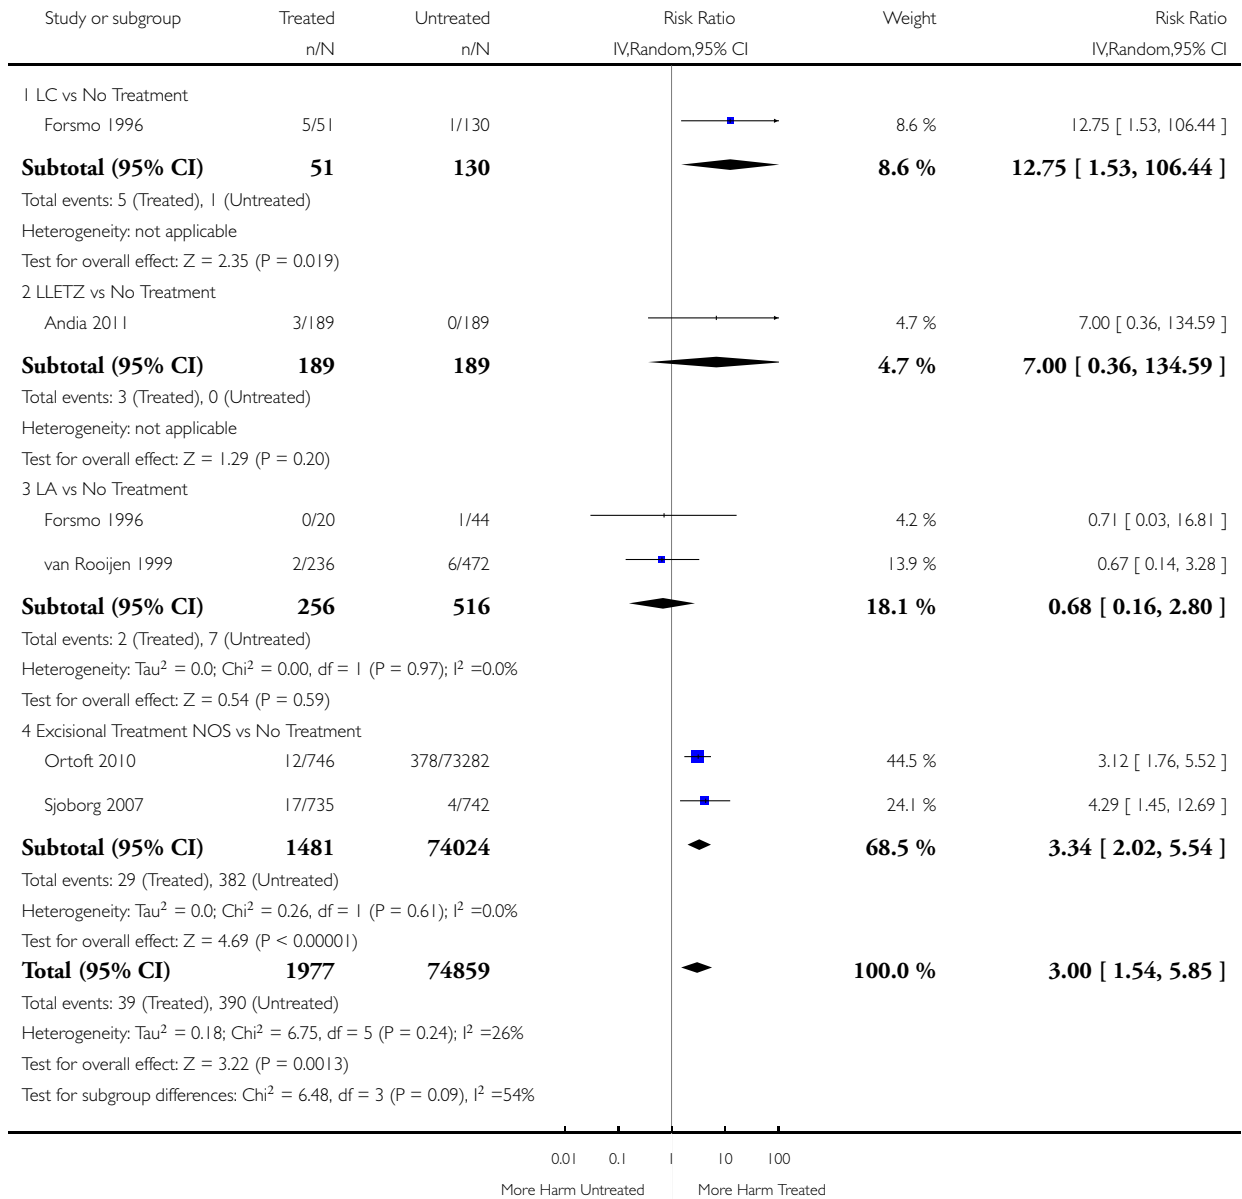 Study or subgroup Treated Untreated Risk Ratio Weight Risk Ratio
n/N n/N IV,Random,95% CI IV,Random,95% CI
1 LC vs No Treatment
Forsmo 1996 5/51 1/130 8.6 % 12.75 [ 1.53, 106.44 ]
Subtotal (95% CI) 51 130 8.6 % 12.75 [ 1.53, 106.44 ]
Total events: 5 (Treated), 1 (Untreated)
Heterogeneity: not applicable
Test for overall effect: Z = 2.35 (P = 0.019)
2 LLETZ vs No Treatment
Andia 2011 3/189 0/189 4.7 % 7.00 [ 0.36, 134.59 ]
Subtotal (95% CI) 189 189 4.7 % 7.00 [ 0.36, 134.59 ]
Total events: 3 (Treated), 0 (Untreated)
Heterogeneity: not applicable
Test for overall effect: Z = 1.29 (P = 0.20)
3 LA vs No Treatment
Forsmo 1996 0/20 1/44 4.2 % 0.71 [ 0.03, 16.81 ]
van Rooijen 1999 2/236 6/472 13.9 % 0.67 [ 0.14, 3.28 ]
Subtotal (95% CI) 256 516 18.1 % 0.68 [ 0.16, 2.80 ]
Total events: 2 (Treated), 7 (Untreated)
Heterogeneity: Tau² = 0.0; Chi² = 0.00, df = 1 (P = 0.97); I² =0.0%
Test for overall effect: Z = 0.54 (P = 0.59)
4 Excisional Treatment NOS vs No Treatment
Ortoft 2010 12/746 378/73282 44.5 % 3.12 [ 1.76, 5.52 ]
Sjoborg 2007 17/735 4/742 24.1 % 4.29 [ 1.45, 12.69 ]
Subtotal (95% CI) 1481 74024 68.5 % 3.34 [ 2.02, 5.54 ]
Total events: 29 (Treated), 382 (Untreated)
Heterogeneity: Tau² = 0.0; Chi² = 0.26, df = 1 (P = 0.61); I² =0.0%
Test for overall effect: Z = 4.69 (P < 0.00001)
Total (95% CI) 1977 74859 100.0 % 3.00 [ 1.54, 5.85 ]
Total events: 39 (Treated), 390 (Untreated)
Heterogeneity: Tau² = 0.18; Chi² = 6.75, df = 5 (P = 0.24); I² =26%
Test for overall effect: Z = 3.22 (P = 0.0013)
Test for subgroup differences: Chi² = 6.48, df = 3 (P = 0.09), I² =54%
0.01 0.1 1 10 100
More Harm Untreated More Harm Treated